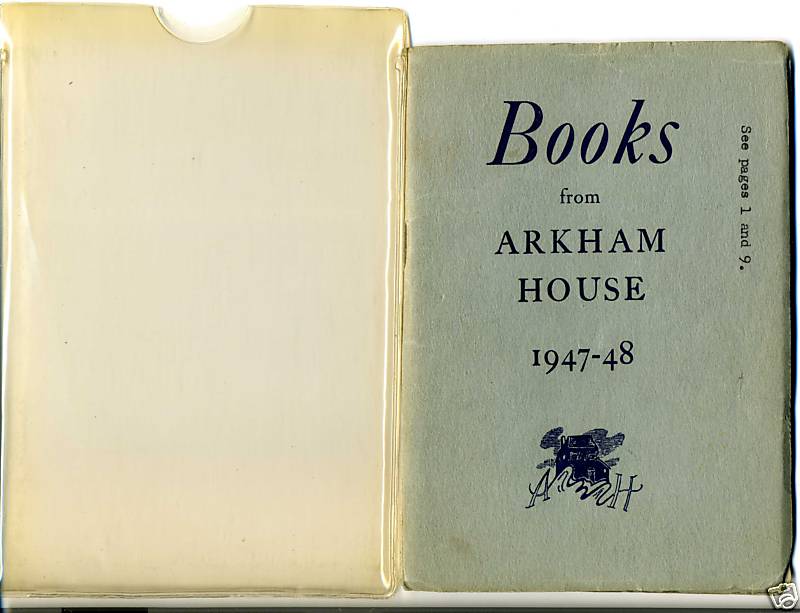 Books
from
ARKHAM
HOUSE
1947-48
AH
See pages 1 and 9.